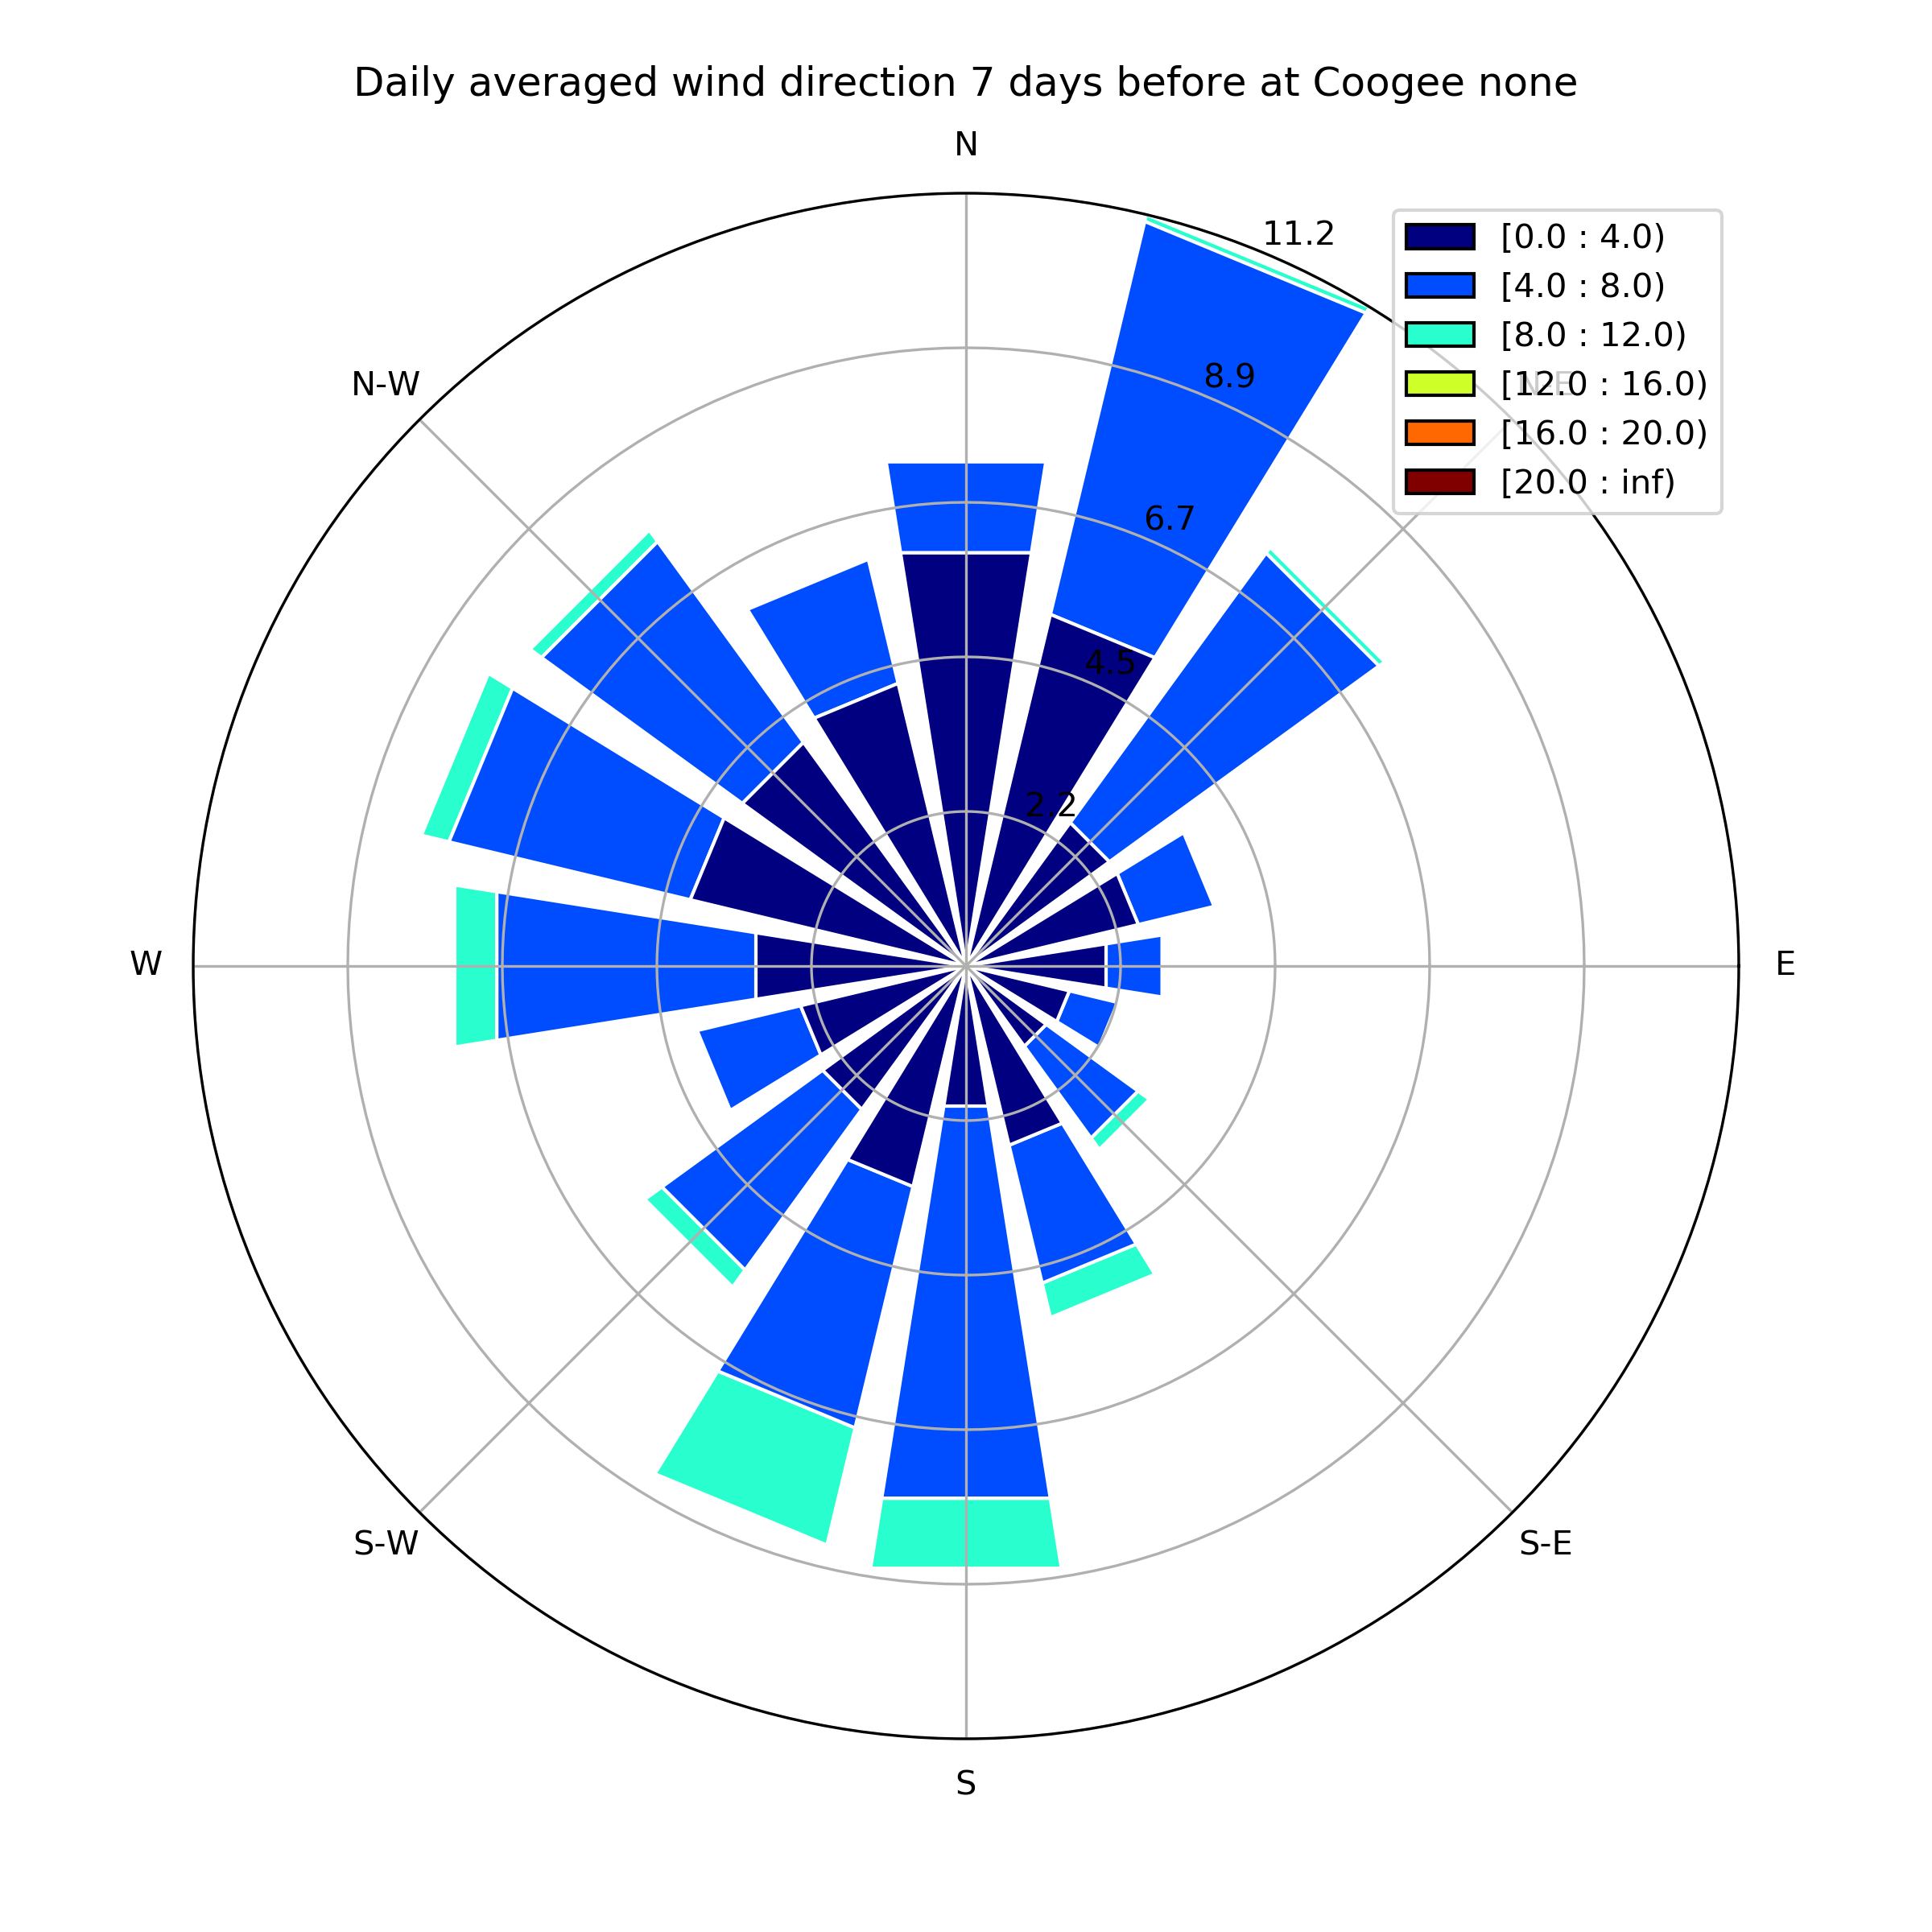 Daily averaged wind direction 7 days before at Coogee none
N
11.2
[0.0 : 4.0)
[4.0 : 8.0)
[8.0 : 12.0)
N-W
8.9
N-E
[12.0 : 16.0)
[16.0 : 20.0)
[20.0 : inf)
6.7
4.5
2.2
W
E
S-W
S-E
S